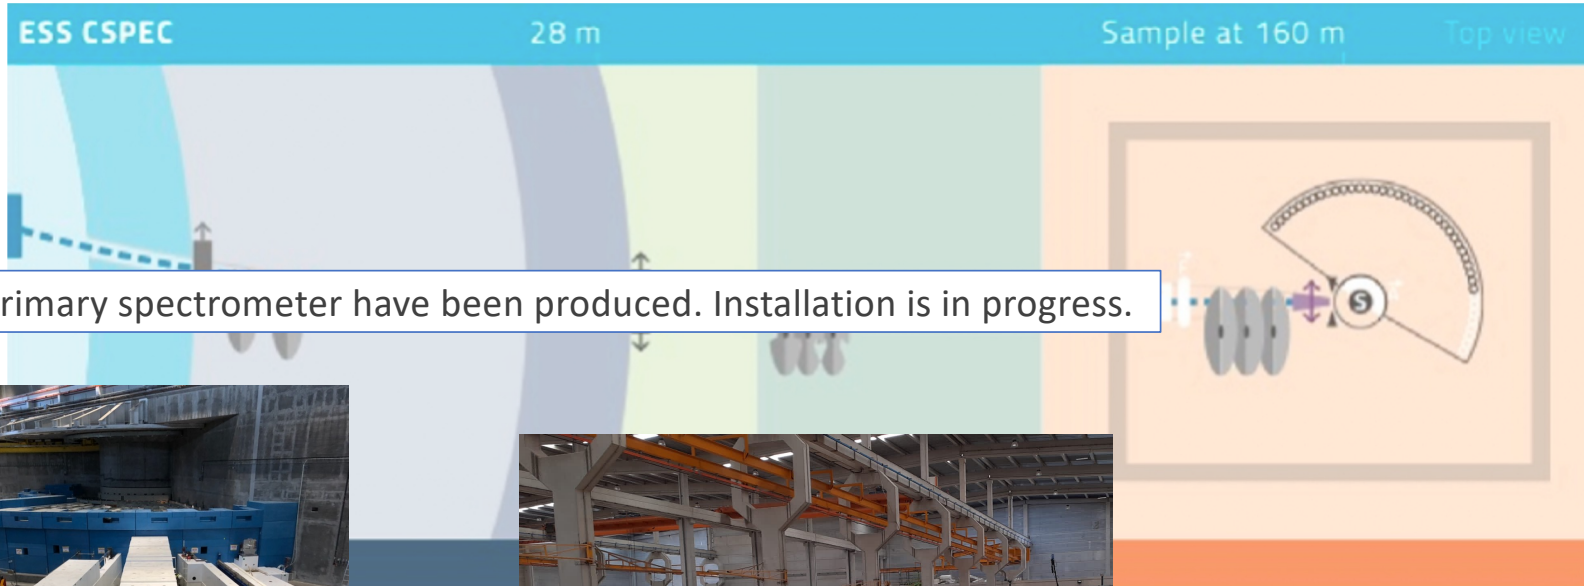 ESS CSPEC
28 m
Sample at 160 m
Top view
rimary spectrometer have been produced. Installation is in progress.
S